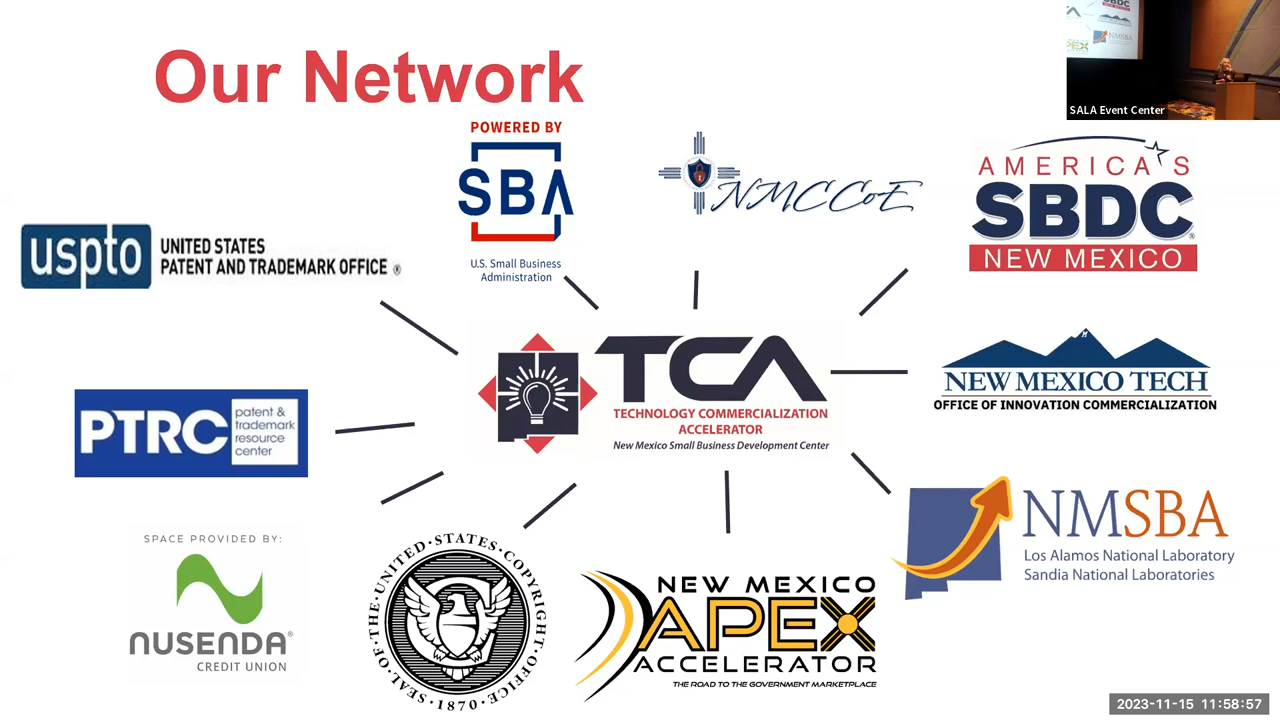 Our Network
SBDC
NEW MEXICO
NMSBA
SALA Event Center
POWERED BY
SBA
U.S. Small Business
Administration
NMCCoE
AMERICA'S
SBDC
®
NEW MEXICO
uspto
UNITED STATES
PATENT AND TRADEMARK OFFICE ®
TCA
TECHNOLOGY COMMERCIALIZATION
ACCELERATOR
New Mexico Small Business Development Center
NEW MEXICO TECH
OFFICE OF INNOVATION COMMERCIALIZATION
PTRC
patent &
trademark
resource
center
NMSBA
Los Alamos National Laboratory
Sandia National Laboratories
SPACE PROVIDED BY:
NUSENDA®
CREDIT UNION
SEAL·OF·THE·UNITED·STATES·COPYRIGHT·OFFICE
·1870·
NEW MEXICO
APEX
ACCELERATOR
THE ROAD TO THE GOVERNMENT MARKETPLACE
2023-11-15 11:58:57